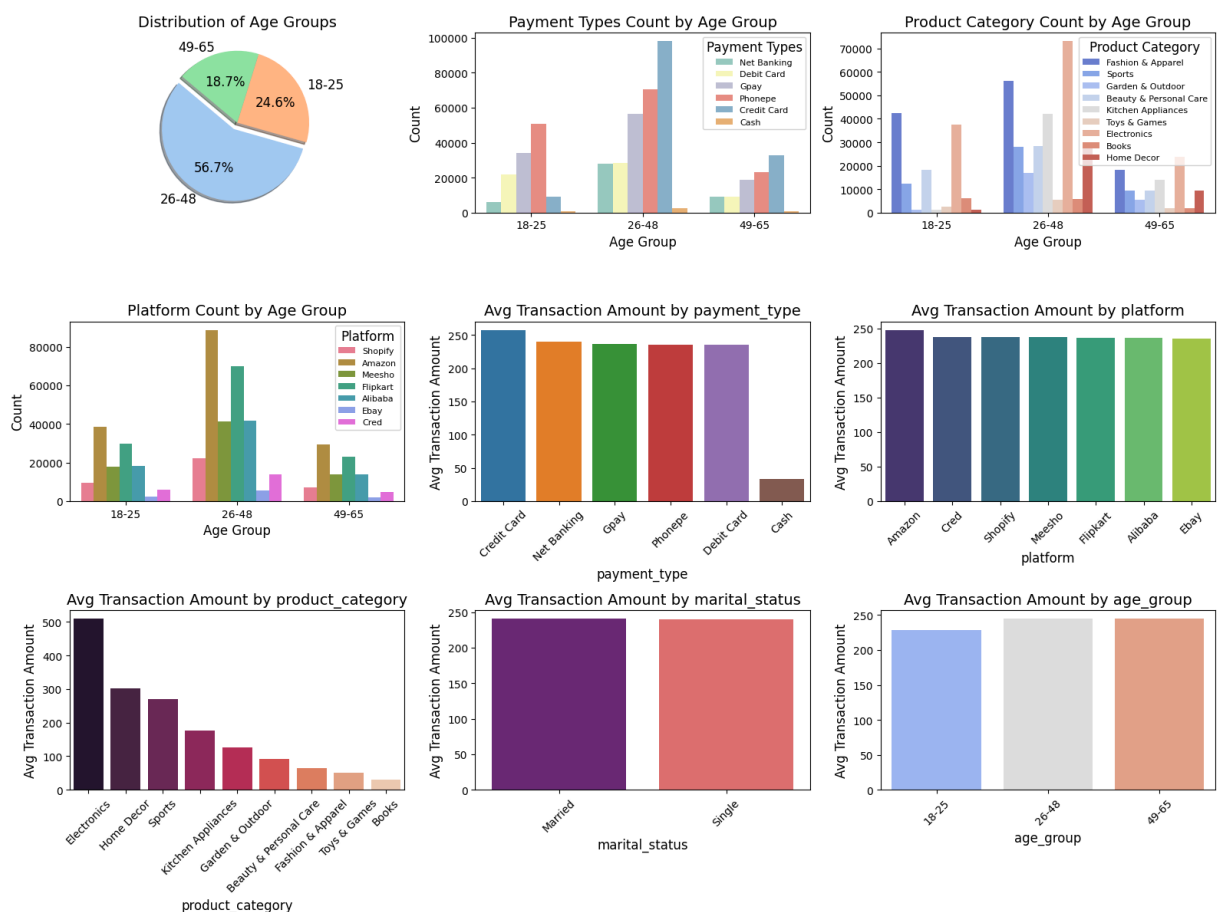 Distribution of Age Groups
49-65
18.7%
18-25
24.6%
56.7%
26-48
Payment Types Count by Age Group
Count
100000
80000
60000
40000
20000
0
Payment Types
Net Banking
Debit Card
Gpay
Phonepe
Credit Card
Cash
18-25
26-48
49-65
Age Group
Product Category Count by Age Group
Count
70000
60000
50000
40000
30000
20000
10000
0
Product Category
Fashion & Apparel
Sports
Garden & Outdoor
Beauty & Personal Care
Kitchen Appliances
Toys & Games
Electronics
Books
Home Decor
18-25
26-48
49-65
Age Group
Platform Count by Age Group
Count
80000
60000
40000
20000
0
Platform
Shopify
Amazon
Meesho
Flipkart
Alibaba
Ebay
Cred
18-25
26-48
49-65
Age Group
Avg Transaction Amount by payment_type
Avg Transaction Amount
250
200
150
100
50
0
Credit Card
Net Banking
Gpay
Phonepe
Debit Card
Cash
payment_type
Avg Transaction Amount by platform
Avg Transaction Amount
250
200
150
100
50
0
Amazon
Cred
Shopify
Meesho
Flipkart
Alibaba
Ebay
platform
Avg Transaction Amount by product_category
Avg Transaction Amount
500
400
300
200
100
0
Electronics
Home Decor
Sports
Kitchen Appliances
Garden & Outdoor
Beauty & Personal Care
Fashion & Apparel
Toys & Games
Books
product_category
Avg Transaction Amount by marital_status
Avg Transaction Amount
250
200
150
100
50
0
Married
Single
marital_status
Avg Transaction Amount by age_group
Avg Transaction Amount
250
200
150
100
50
0
18-25
26-48
49-65
age_group